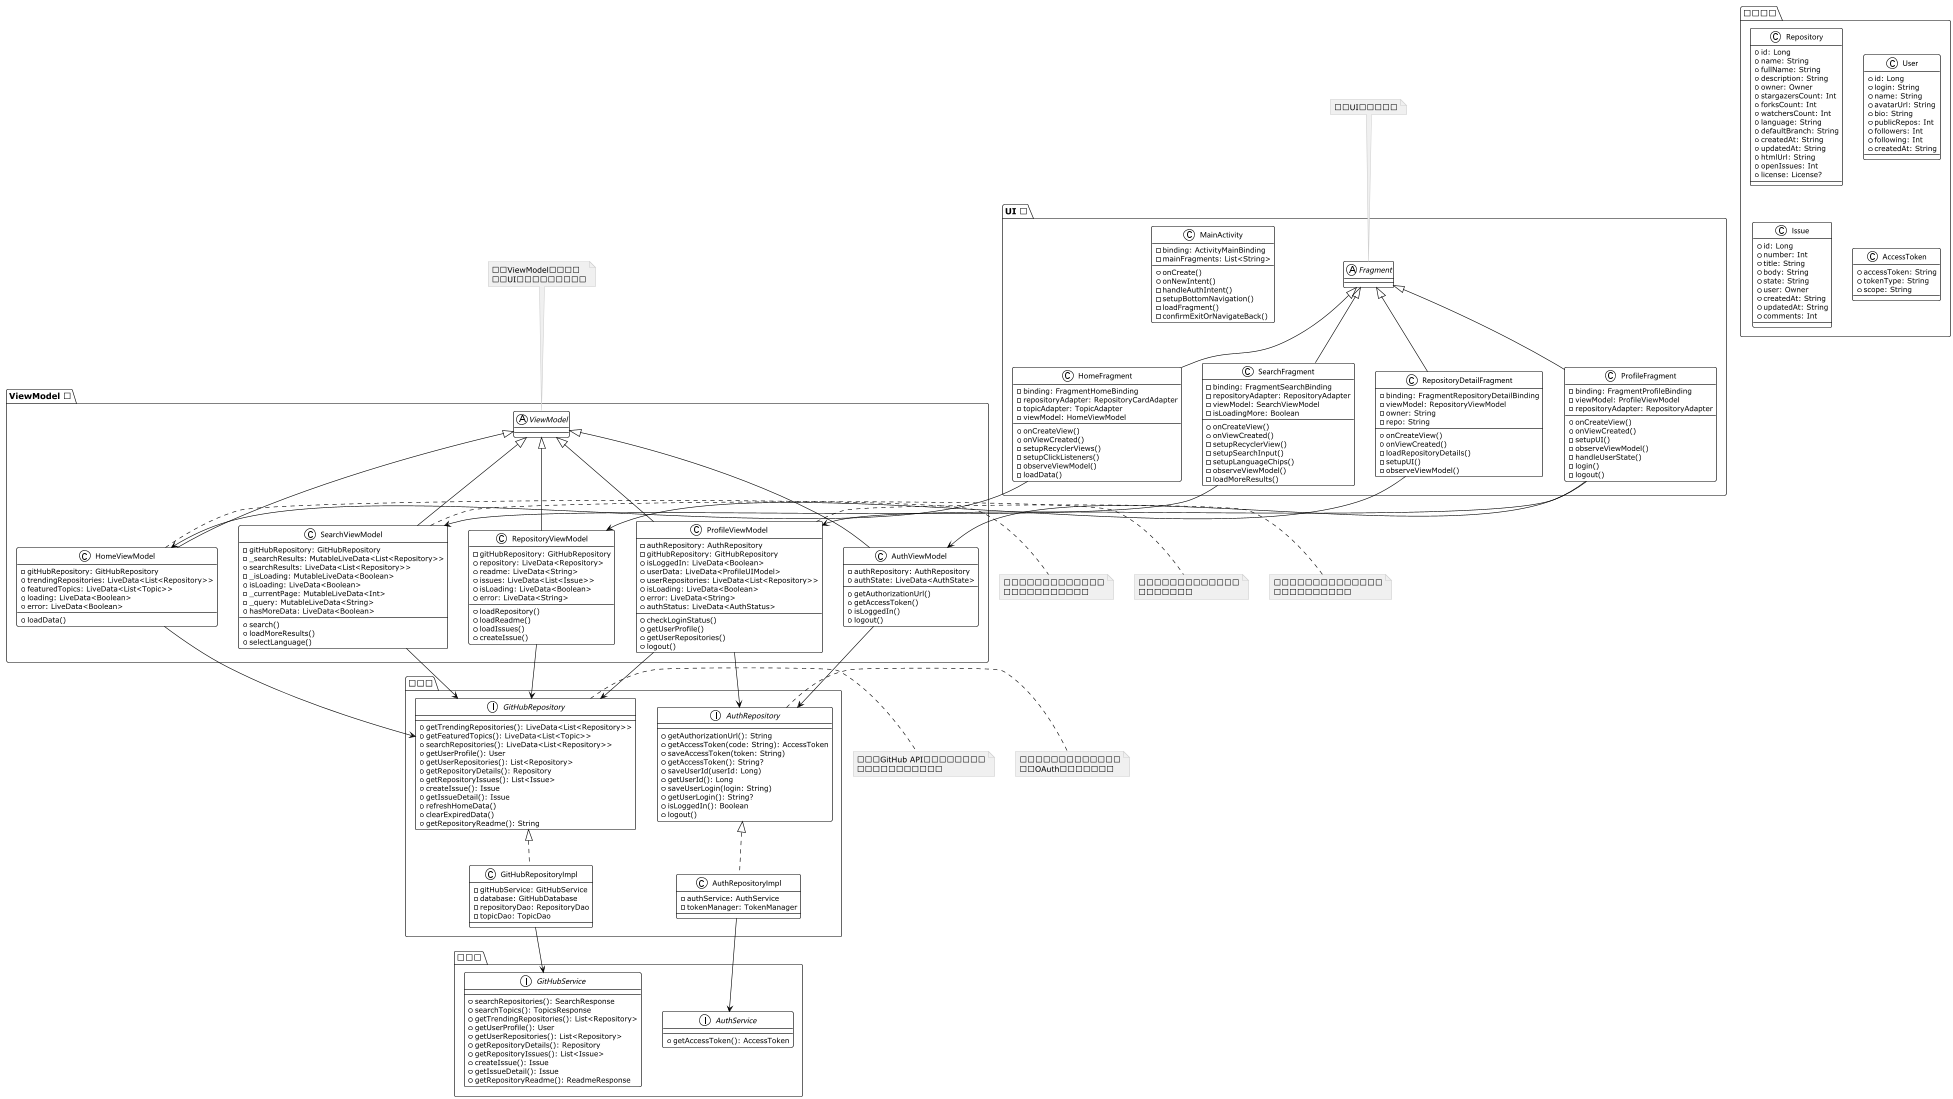 Repository
id: Long
name: String
fullName: String
description: String
owner: Owner
stargazersCount: Int
forksCount: Int
watchersCount: Int
language: String
defaultBranch: String
createdAt: String
updatedAt: String
htmlUrl: String
openIssues: Int
license: License?
User
id: Long
login: String
name: String
avatarUrl: String
bio: String
publicRepos: Int
followers: Int
following: Int
createdAt: String
Issue
id: Long
number: Int
title: String
body: String
state: String
user: Owner
createdAt: String
updatedAt: String
comments: Int
AccessToken
accessToken: String
tokenType: String
scope: String
UI
UI
MainActivity
binding: ActivityMainBinding
mainFragments: List<String>
onCreate()
onNewIntent()
handleAuthIntent()
setupBottomNavigation()
loadFragment()
confirmExitOrNavigateBack()
Fragment
HomeFragment
binding: FragmentHomeBinding
repositoryAdapter: RepositoryCardAdapter
topicAdapter: TopicAdapter
viewModel: HomeViewModel
onCreateView()
onViewCreated()
setupRecyclerViews()
setupClickListeners()
observeViewModel()
loadData()
SearchFragment
binding: FragmentSearchBinding
repositoryAdapter: RepositoryAdapter
viewModel: SearchViewModel
isLoadingMore: Boolean
onCreateView()
onViewCreated()
setupRecyclerView()
setupSearchInput()
setupLanguageChips()
observeViewModel()
loadMoreResults()
RepositoryDetailFragment
binding: FragmentRepositoryDetailBinding
viewModel: RepositoryViewModel
owner: String
repo: String
onCreateView()
onViewCreated()
loadRepositoryDetails()
setupUI()
observeViewModel()
ProfileFragment
binding: FragmentProfileBinding
viewModel: ProfileViewModel
repositoryAdapter: RepositoryAdapter
onCreateView()
onViewCreated()
setupUI()
observeViewModel()
handleUserState()
login()
logout()
ViewModel
UI
ViewModel
ViewModel
HomeViewModel
gitHubRepository: GitHubRepository
trendingRepositories: LiveData<List<Repository>>
featuredTopics: LiveData<List<Topic>>
loading: LiveData<Boolean>
error: LiveData<Boolean>
loadData()
SearchViewModel
gitHubRepository: GitHubRepository
_searchResults: MutableLiveData<List<Repository>>
searchResults: LiveData<List<Repository>>
_isLoading: MutableLiveData<Boolean>
isLoading: LiveData<Boolean>
_currentPage: MutableLiveData<Int>
_query: MutableLiveData<String>
hasMoreData: LiveData<Boolean>
search()
loadMoreResults()
selectLanguage()
RepositoryViewModel
gitHubRepository: GitHubRepository
repository: LiveData<Repository>
readme: LiveData<String>
issues: LiveData<List<Issue>>
isLoading: LiveData<Boolean>
error: LiveData<String>
loadRepository()
loadReadme()
loadIssues()
createIssue()
ProfileViewModel
authRepository: AuthRepository
gitHubRepository: GitHubRepository
isLoggedIn: LiveData<Boolean>
userData: LiveData<ProfileUIModel>
userRepositories: LiveData<List<Repository>>
isLoading: LiveData<Boolean>
error: LiveData<String>
authStatus: LiveData<AuthStatus>
checkLoginStatus()
getUserProfile()
getUserRepositories()
logout()
AuthViewModel
authRepository: AuthRepository
authState: LiveData<AuthState>
getAuthorizationUrl()
getAccessToken()
isLoggedIn()
logout()
GitHubRepository
getTrendingRepositories(): LiveData<List<Repository>>
getFeaturedTopics(): LiveData<List<Topic>>
searchRepositories(): LiveData<List<Repository>>
getUserProfile(): User
getUserRepositories(): List<Repository>
getRepositoryDetails(): Repository
getRepositoryIssues(): List<Issue>
createIssue(): Issue
getIssueDetail(): Issue
refreshHomeData()
clearExpiredData()
getRepositoryReadme(): String
AuthRepository
getAuthorizationUrl(): String
getAccessToken(code: String): AccessToken
saveAccessToken(token: String)
getAccessToken(): String?
saveUserId(userId: Long)
getUserId(): Long
saveUserLogin(login: String)
getUserLogin(): String?
isLoggedIn(): Boolean
logout()
GitHub API
OAuth
GitHubRepositoryImpl
gitHubService: GitHubService
database: GitHubDatabase
repositoryDao: RepositoryDao
topicDao: TopicDao
AuthRepositoryImpl
authService: AuthService
tokenManager: TokenManager
GitHubService
searchRepositories(): SearchResponse
searchTopics(): TopicsResponse
getTrendingRepositories(): List<Repository>
getUserProfile(): User
getUserRepositories(): List<Repository>
getRepositoryDetails(): Repository
getRepositoryIssues(): List<Issue>
createIssue(): Issue
getIssueDetail(): Issue
getRepositoryReadme(): ReadmeResponse
AuthService
getAccessToken(): AccessToken